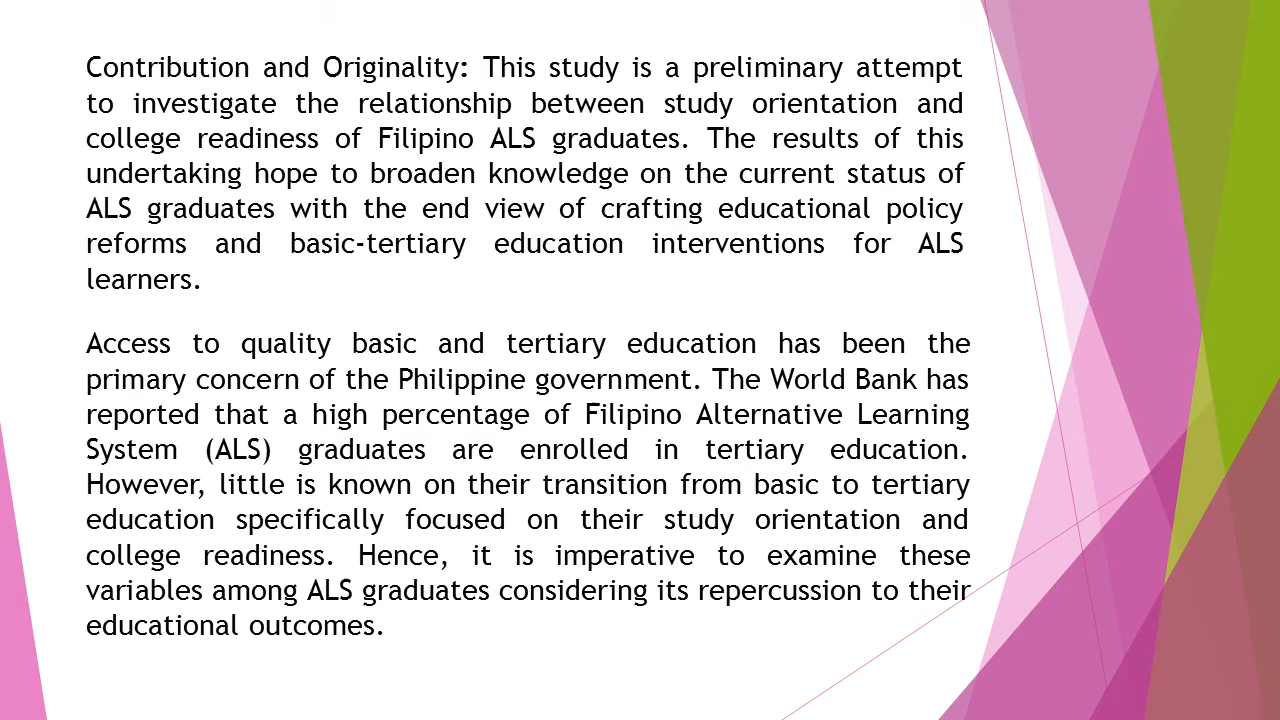 Contribution and Originality: This study is a preliminary attempt
to investigate the relationship between study orientation and
college readiness of Filipino ALS graduates. The results of this
undertaking hope to broaden knowledge on the current status of
ALS graduates with the end view of crafting educational policy
reforms and basic-tertiary education interventions for ALS
learners.
Access to quality basic and tertiary education has been the
primary concern of the Philippine government. The World Bank has
reported that a high percentage of Filipino Alternative Learning
System (ALS) graduates are enrolled in tertiary education.
However, little is known on their transition from basic to tertiary
education specifically focused on their study orientation and
college readiness. Hence, it is imperative to examine these
variables among ALS graduates considering its repercussion to their
educational outcomes.